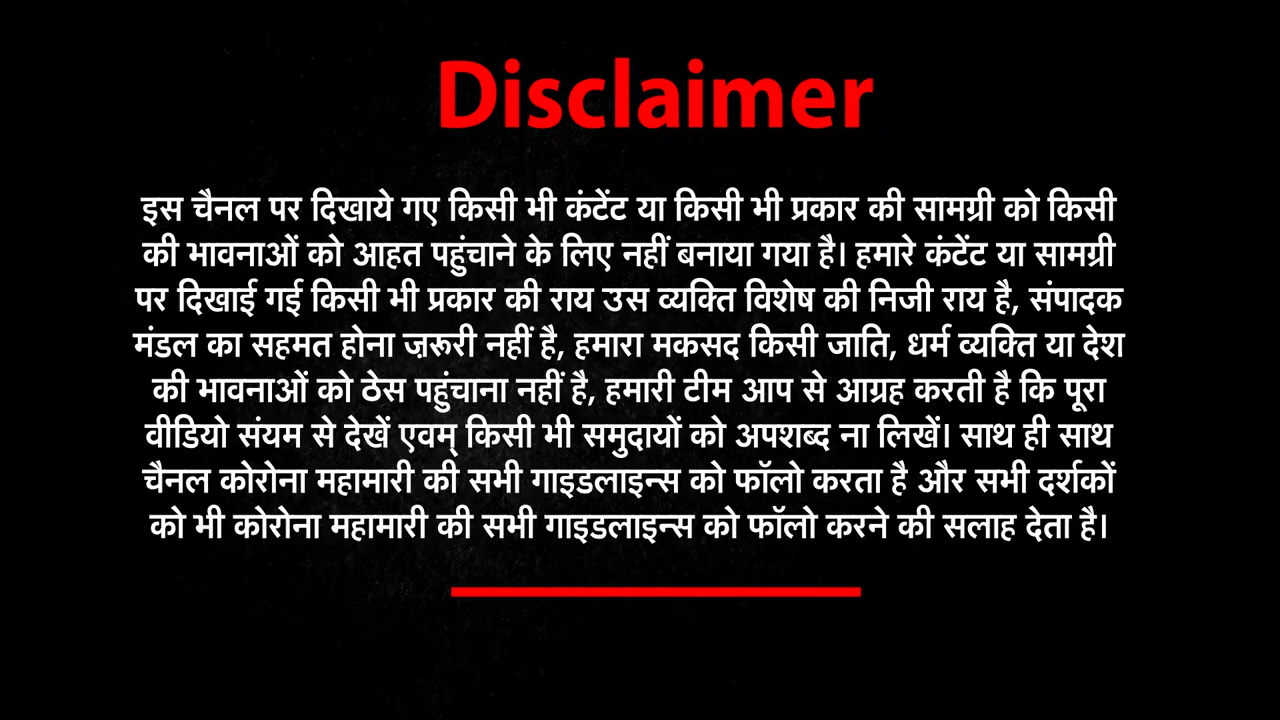 Disclaimer
इस चैनल पर दिखाये गए किसी भी कंटेंट या किसी भी प्रकार की सामग्री को किसी
की भावनाओं को आहत पहुंचाने के लिए नहीं बनाया गया है। हमारे कंटेंट या सामग्री
पर दिखाई गई किसी भी प्रकार की राय उस व्यक्ति विशेष की निजी राय है, संपादक
मंडल का सहमत होना ज़रूरी नहीं है, हमारा मकसद किसी जाति, धर्म व्यक्ति या देश
की भावनाओं को ठेस पहुंचाना नहीं है, हमारी टीम आप से आग्रह करती है कि पूरा
वीडियो संयम से देखें एवम् किसी भी समुदायों को अपशब्द ना लिखें। साथ ही साथ
चैनल कोरोना महामारी की सभी गाइडलाइन्स को फॉलो करता है और सभी दर्शकों
को भी कोरोना महामारी की सभी गाइडलाइन्स को फॉलो करने की सलाह देता है।